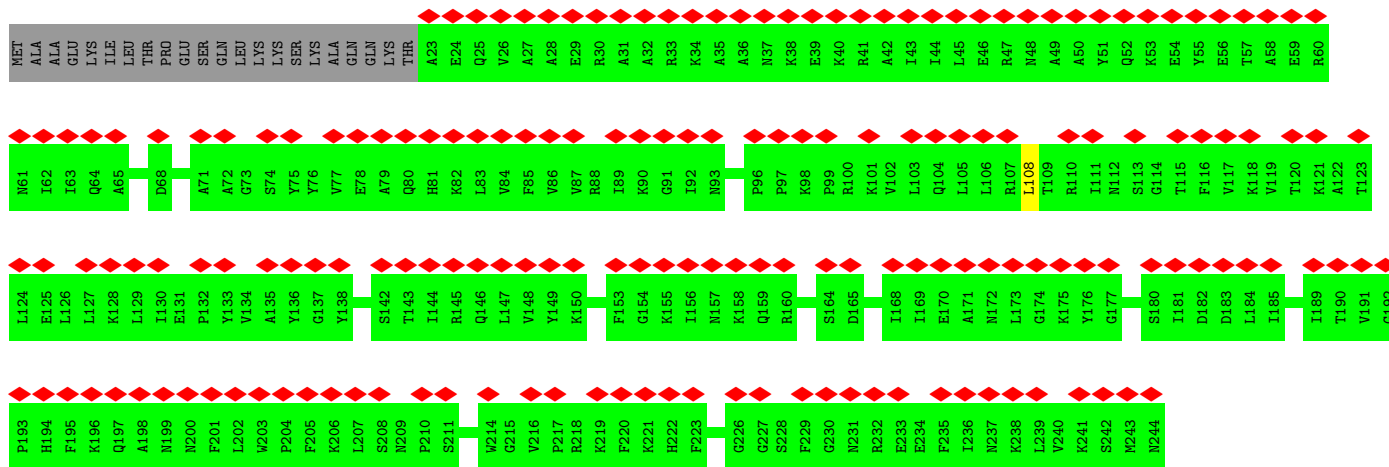 MET ALA ALA GLU LYS ILE LEU THR PRO GLU SER GLN LEU LYS LYS SER LYS ALA GLN GLN LYS THR A23 E24 Q25 V26 A27 A28 E29 R30 A31 A32 R33 K34 A35 A36 N37 K38 E39 K40 R41 A42 I43 I44 L45 E46 R47 N48 A49 A50 Y51 Q52 K53 E54 Y55 E56 T57 A58 E59 R60
N61 I62 I63 Q64 A65 D68 A71 A72 G73 S74 Y75 Y76 V77 E78 A79 Q80 H81 K82 L83 V84 F85 V86 V87 R88 I89 K90 G91 I92 N93 P96 P97 K98 P99 R100 K101 V102 L103 Q104 L105 L106 R107 L108 T109 R110 I111 N112 S113 G114 T115 F116 V117 K118 V119 T120 K121 A122 T123
L124 E125 L126 L127 K128 L129 I130 E131 P132 Y133 V134 A135 Y136 G137 Y138 S142 T143 I144 R145 Q146 L147 V148 Y149 K150 F153 G154 K155 I156 N157 K158 Q159 R160 S164 D165 I168 I169 E170 A171 N172 L173 G174 K175 Y176 G177 S180 I181 D182 D183 L184 I185 I189 T190 V191 G192
P193 H194 F195 K196 Q197 A198 N199 N200 F201 L202 W203 P204 F205 K206 L207 S208 N209 P210 S211 W214 G215 V216 P217 R218 K219 F220 K221 H222 F223 G226 G227 S228 F229 G230 N231 R232 E233 E234 F235 I236 N237 K238 L239 V240 K241 S242 M243 N244